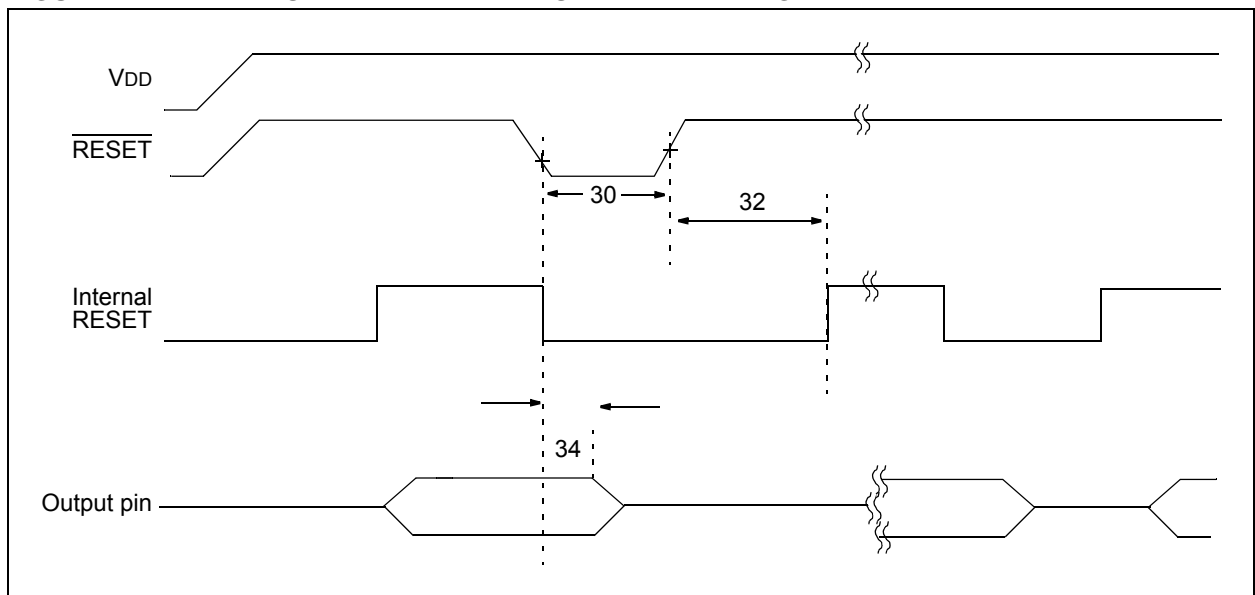 VDD
RESET
30
32
Internal
RESET
34
Output pin